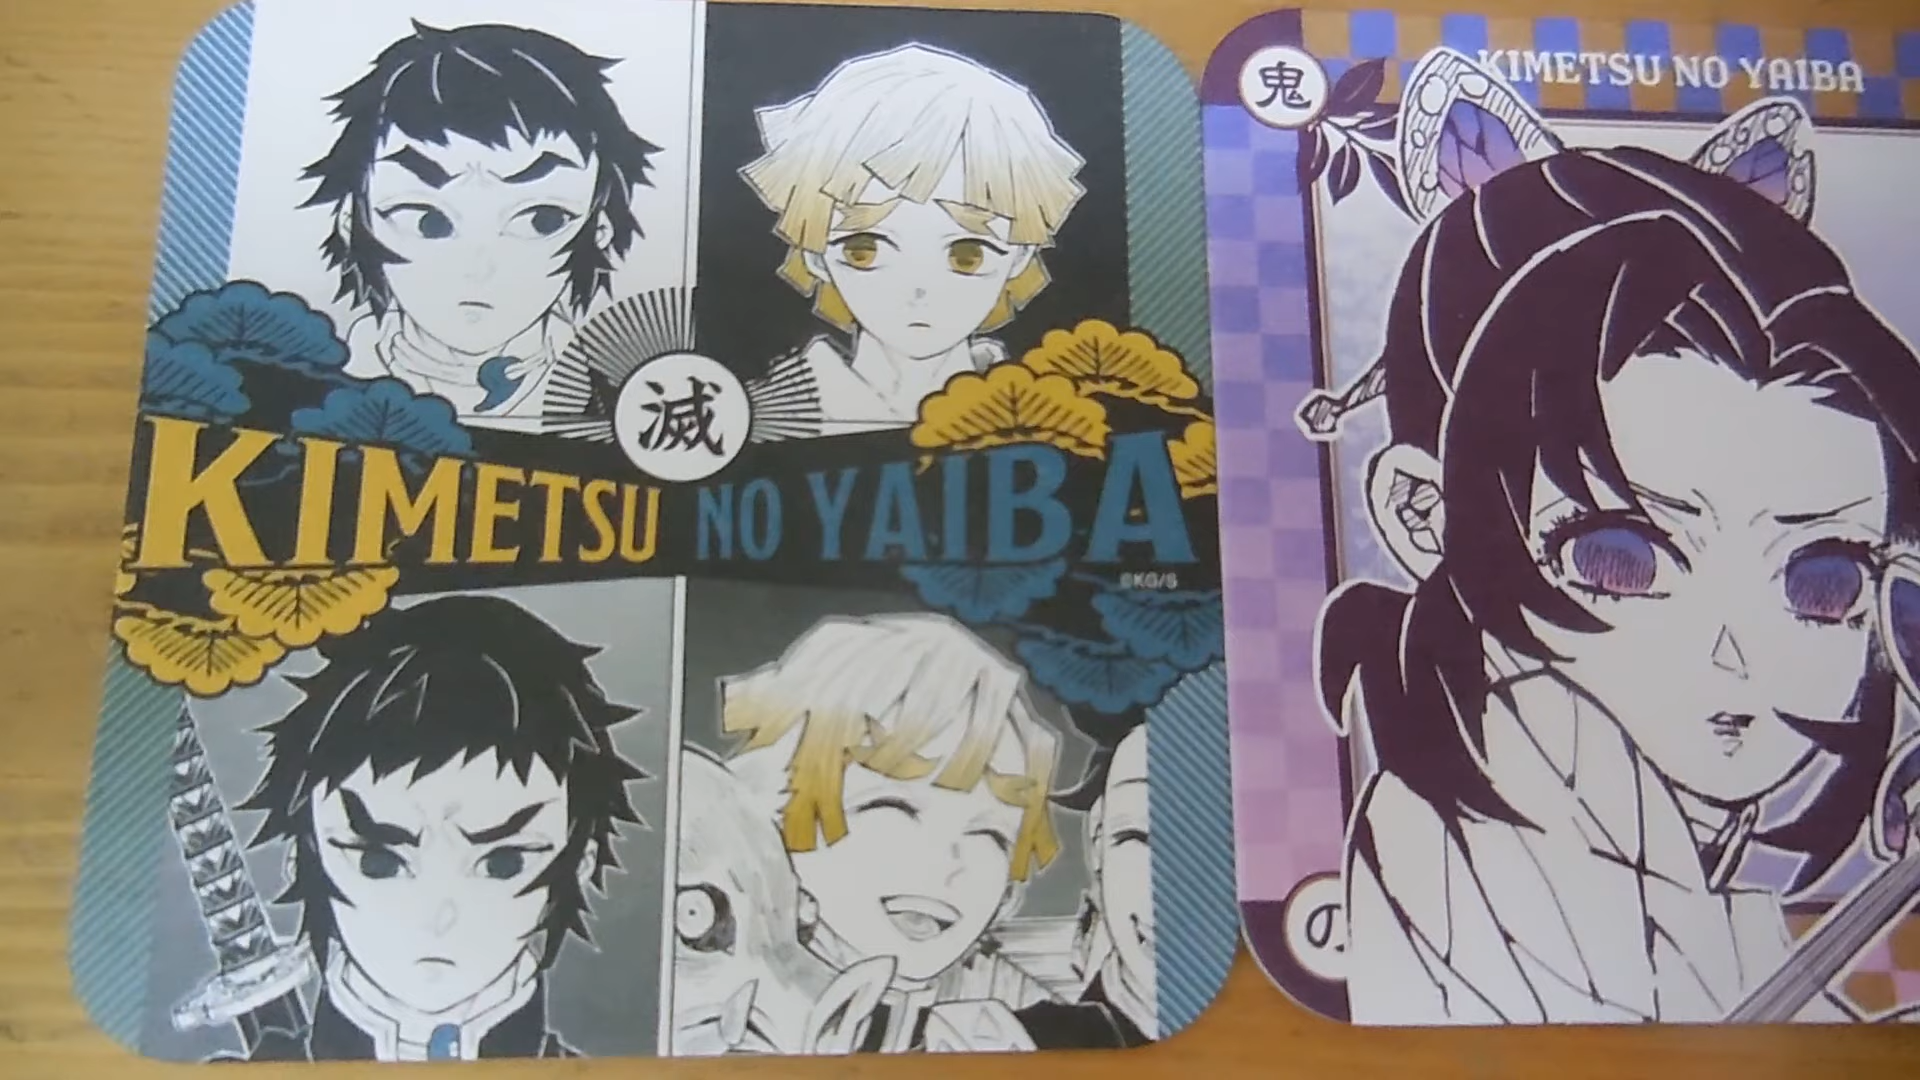 滅
KIMETSU NO YAIBA
©KG/S
鬼
KIMETSU NO YAIBA
の